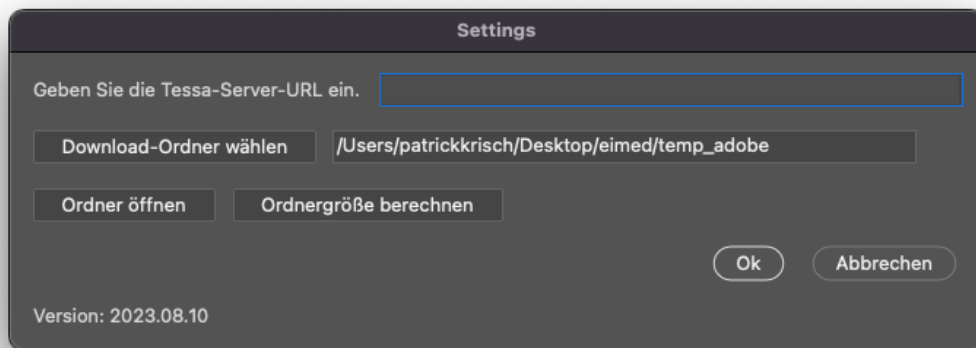 Settings
Geben Sie die Tessa-Server-URL ein.
Download-Ordner wählen /Users/patrickkrisch/Desktop/eimed/temp_adobe
Ordner öffnen Ordnergröße berechnen
Ok Abbrechen
Version: 2023.08.10